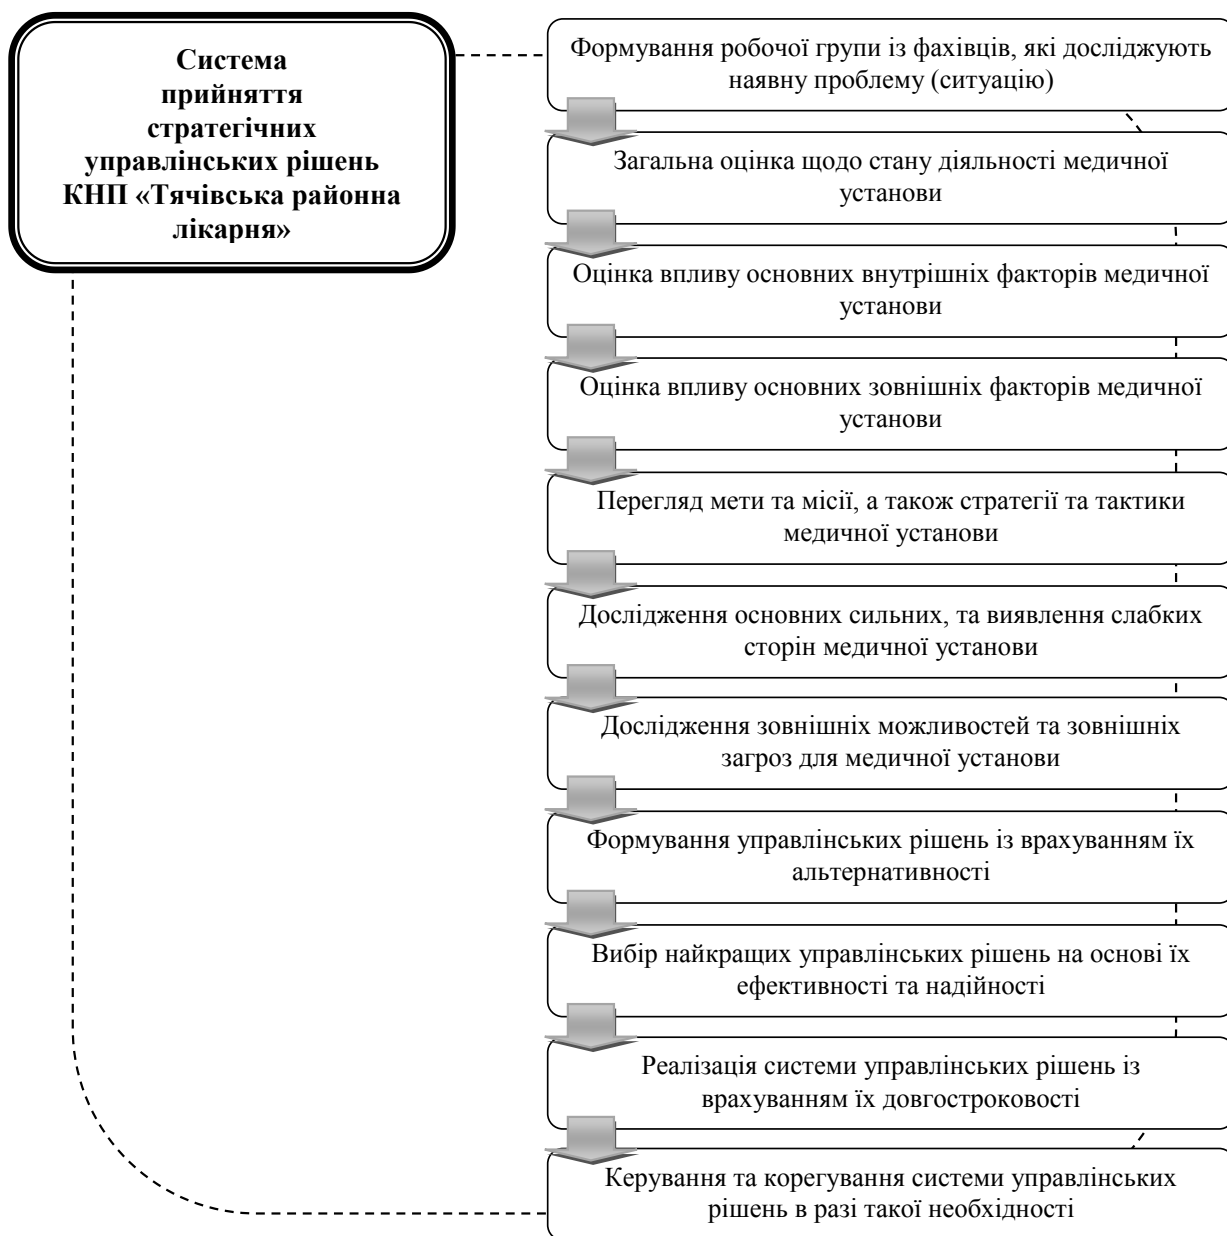 Система
прийняття
стратегічних
управлінських рішень
КНП «Тячівська районна
лікарня»
Формування робочої групи із фахівців, які досліджують
наявну проблему (ситуацію)
Загальна оцінка щодо стану діяльності медичної
установи
Оцінка впливу основних внутрішніх факторів медичної
установи
Оцінка впливу основних зовнішніх факторів медичної
установи
Перегляд мети та місії, а також стратегії та тактики
медичної установи
Дослідження основних сильних, та виявлення слабких
сторін медичної установи
Дослідження зовнішніх можливостей та зовнішніх
загроз для медичної установи
Формування управлінських рішень із врахуванням їх
альтернативності
Вибір найкращих управлінських рішень на основі їх
ефективності та надійності
Реалізація системи управлінських рішень із
врахуванням їх довгостроковості
Керування та корегування системи управлінських
рішень в разі такої необхідності